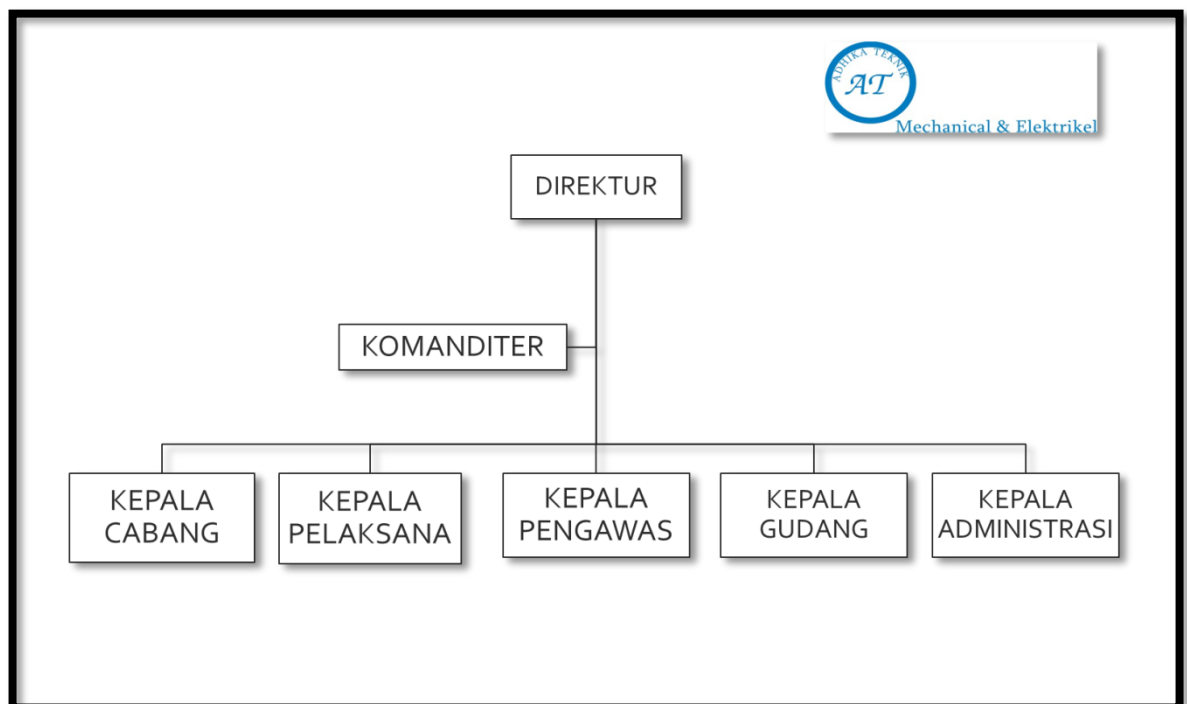 ADHIKA TEKNIK
AT
Mechanical & Elektrikel
DIREKTUR
KOMANDITER
KEPALA
CABANG
KEPALA
PELAKSANA
KEPALA
PENGAWAS
KEPALA
GUDANG
KEPALA
ADMINISTRASI